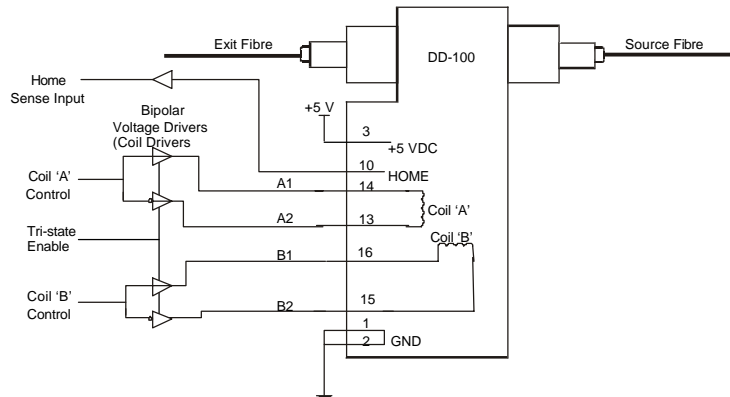 Exit Fibre
DD-100
Source Fibre
Home
Sense Input
Bipolar
Voltage Drivers
(Coil Drivers
+5 V
3
+5 VDC
10
HOME
Coil ‘A’
Control
A1
14
A2
13
Coil ‘A’
Tri-state
Enable
Coil ‘B’
B1
16
Coil ‘B’
Control
B2
15
1
2
GND